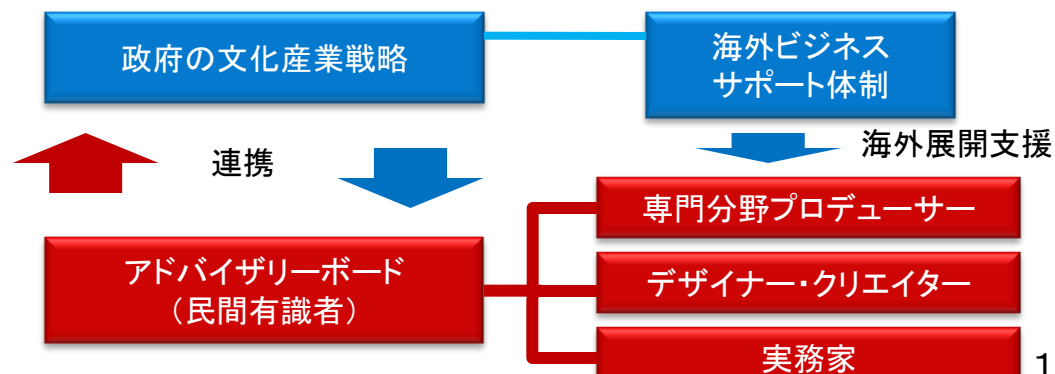 政府の文化産業戦略
海外ビジネス
サポート体制
連携
海外展開支援
アドバイザリーボード
（民間有識者）
専門分野プロデューサー
デザイナー・クリエイター
実務家
1